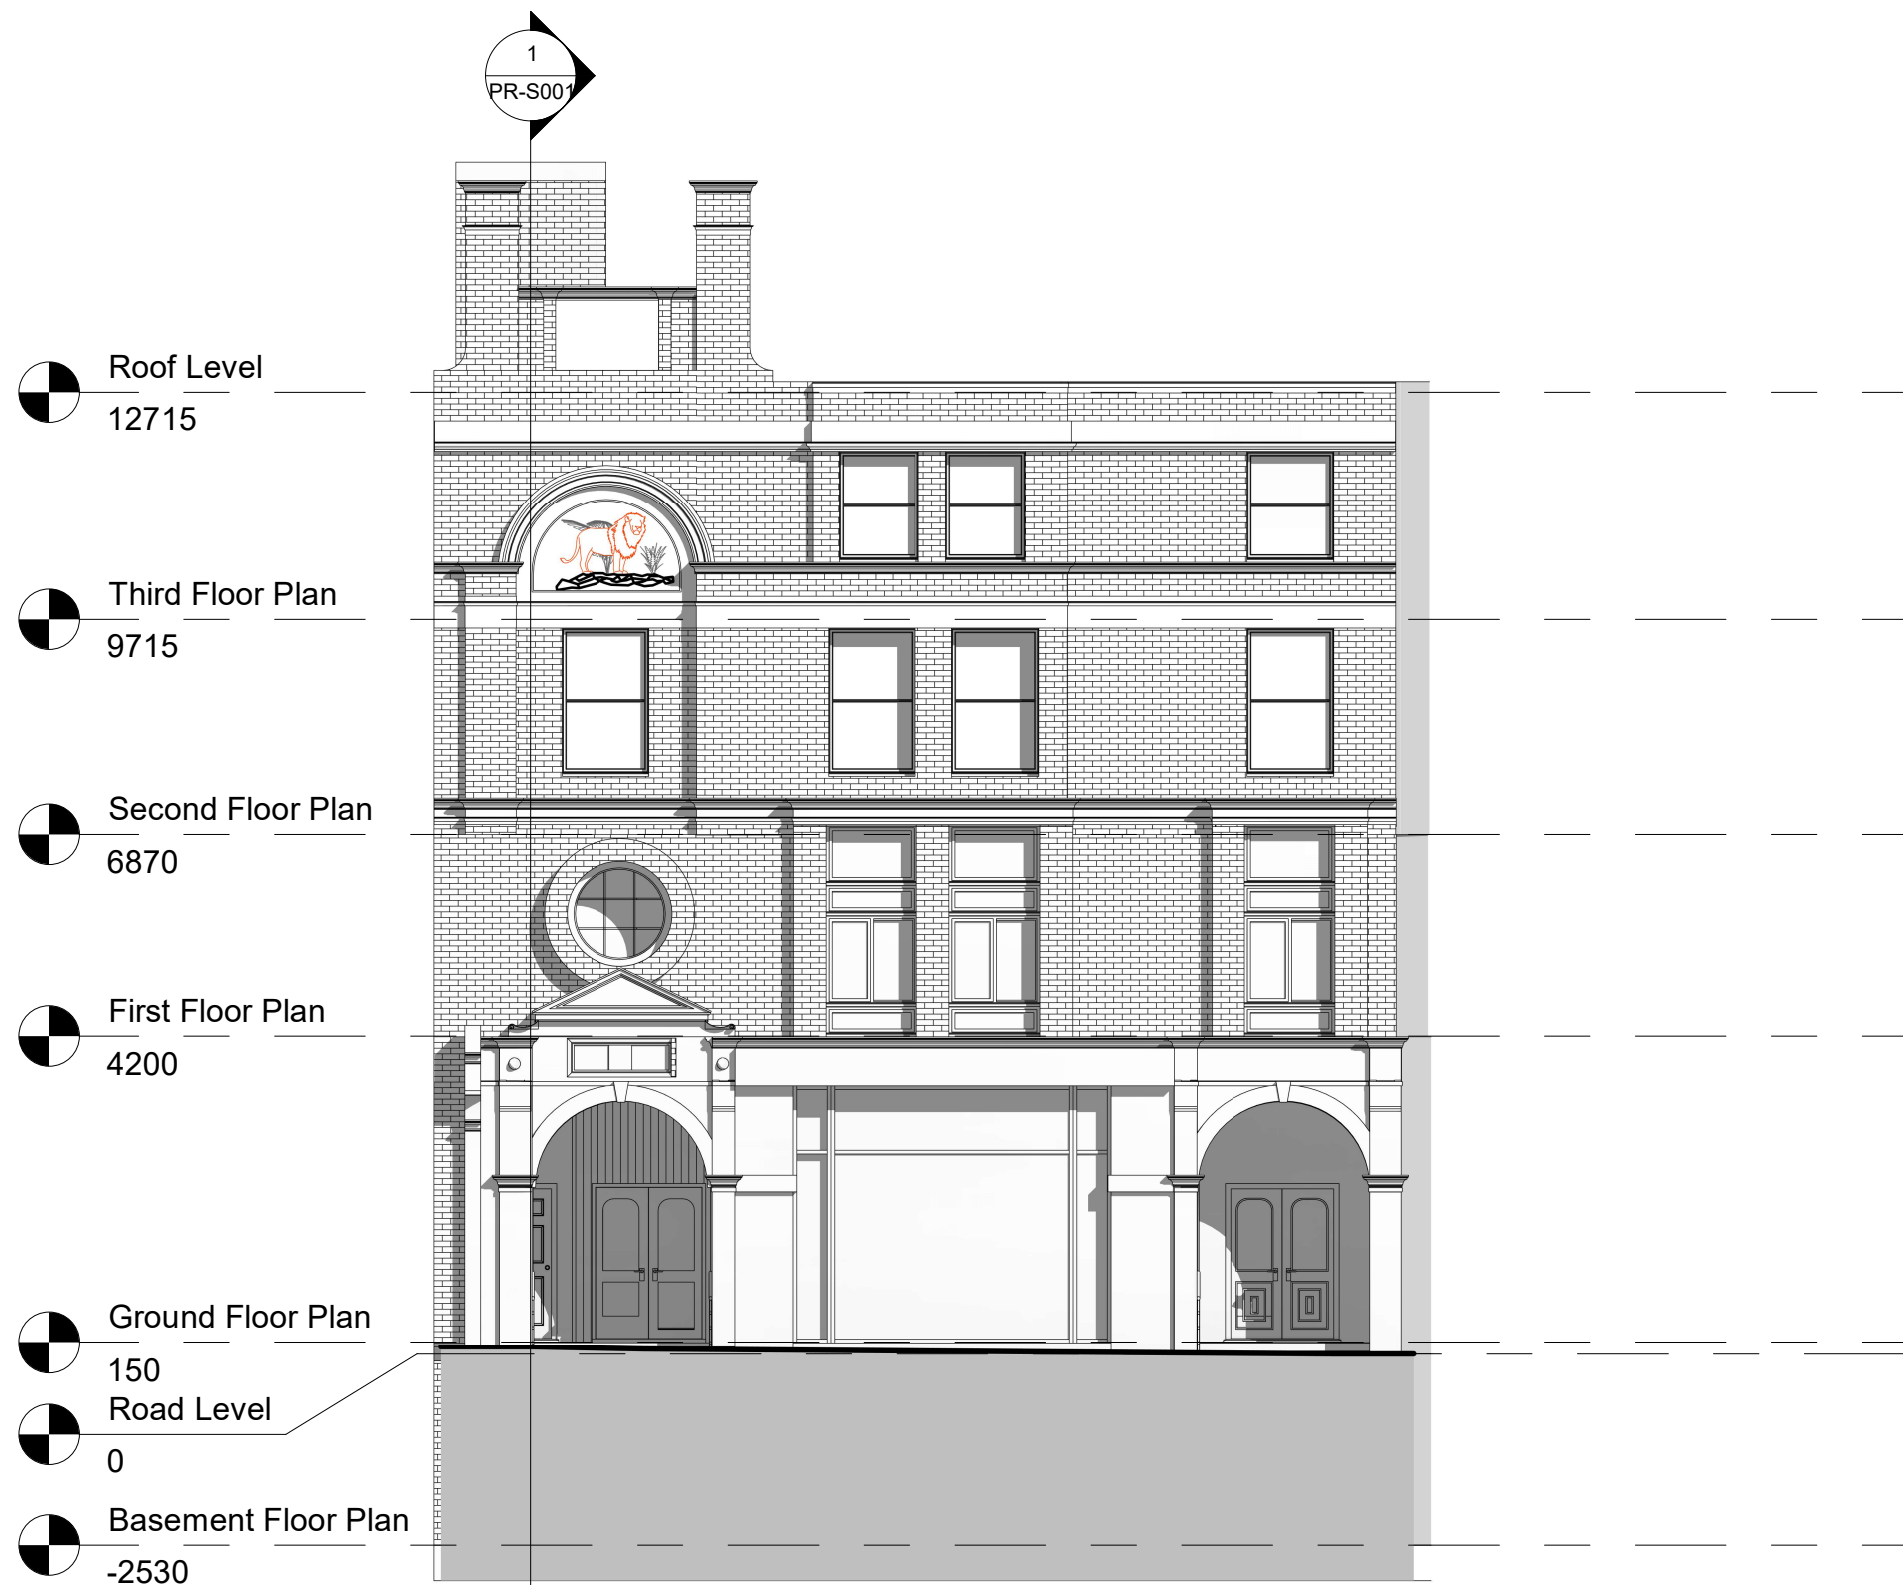 1
PR-S001
Roof Level
12715
Third Floor Plan
9715
Second Floor Plan
6870
First Floor Plan
4200
Ground Floor Plan
150
Road Level
0
Basement Floor Plan
-2530